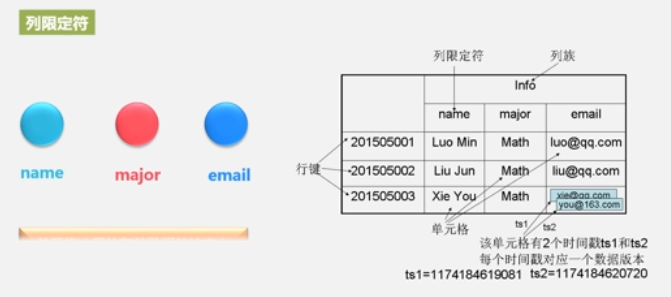 列限定符
name
major
email
列限定符
列族
Info
name
major
email
201505001
Luo Min
Math
luo@qq.com
行键
201505002
Liu Jun
Math
liu@qq.com
201505003
Xie You
Math
xie@qq.com
you@163.com
单元格
ts1
ts2
该单元格有2个时间戳ts1和ts2
每个时间戳对应一个数据版本
ts1=1174184619081 ts2=1174184620720